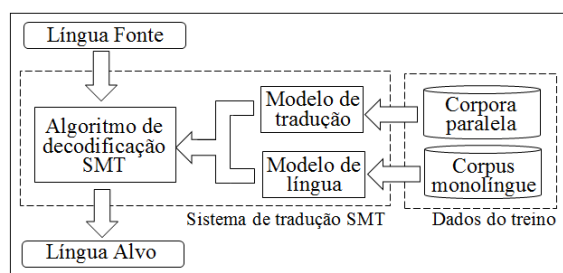 Língua Fonte
Algoritmo de
decodificação
SMT
Modelo de
tradução
Modelo de
língua
Corpora
paralela
Corpus
monolíngue
Sistema de tradução SMT
Dados do treino
Língua Alvo